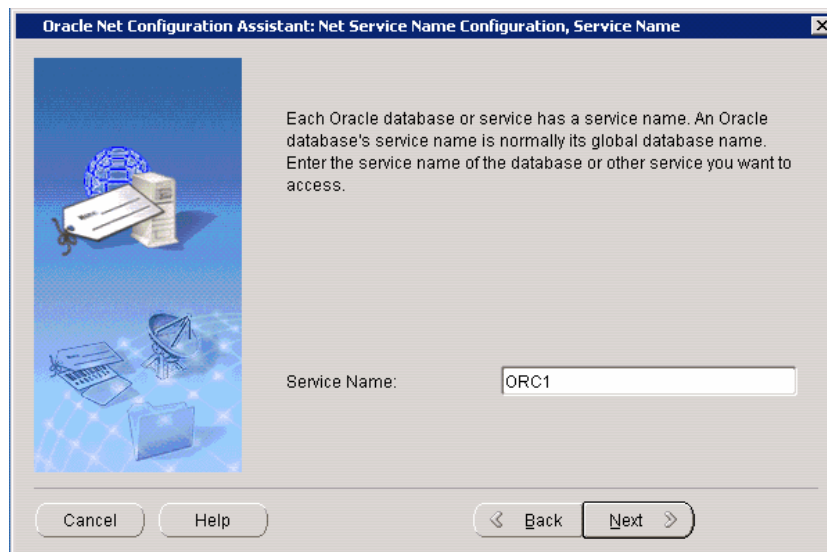 Oracle Net Configuration Assistant: Net Service Name Configuration, Service Name
Each Oracle database or service has a service name. An Oracle
database's service name is normally its global database name.
Enter the service name of the database or other service you want to
access.
Service Name:
ORC1
Cancel
Help
Back
Next